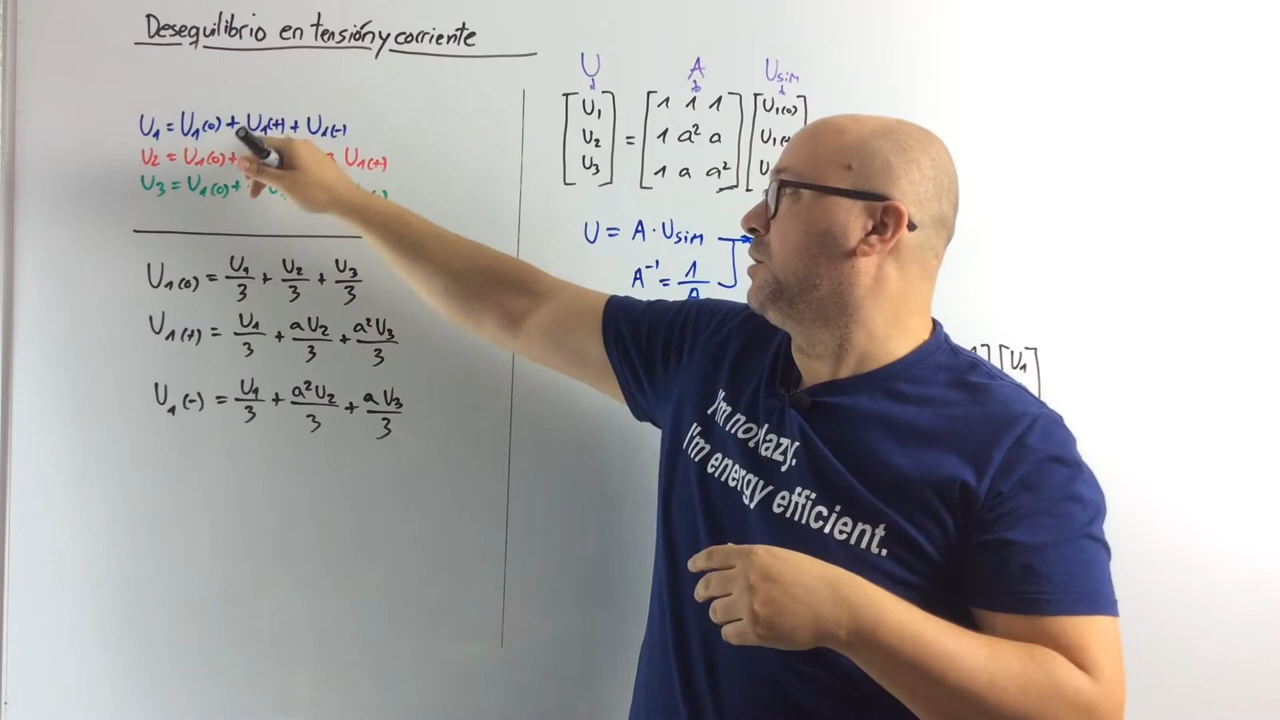 Desequilibrio en tensión y corriente
U₁ = U₁(0) + U₁(+) + U₁(-)
U₂ = U₁(0) + U₁(+)
U₃ = U₁(0) +
U₁(0) = U₁/3 + U₂/3 + U₃/3
U₁(+) = U₁/3 + aU₂/3 + a²U₃/3
U₁(-) = U₁/3 + a²U₂/3 + aU₃/3
U A Usim
[U₁] [1 1 1] [U₁(0)]
[U₂] = [1 a² a] [U₁(
[U₃] [1 a a²] [U
U = A · Usim
A⁻¹ = 1/A
] [U₁]
I'm not lazy.
I'm energy efficient.